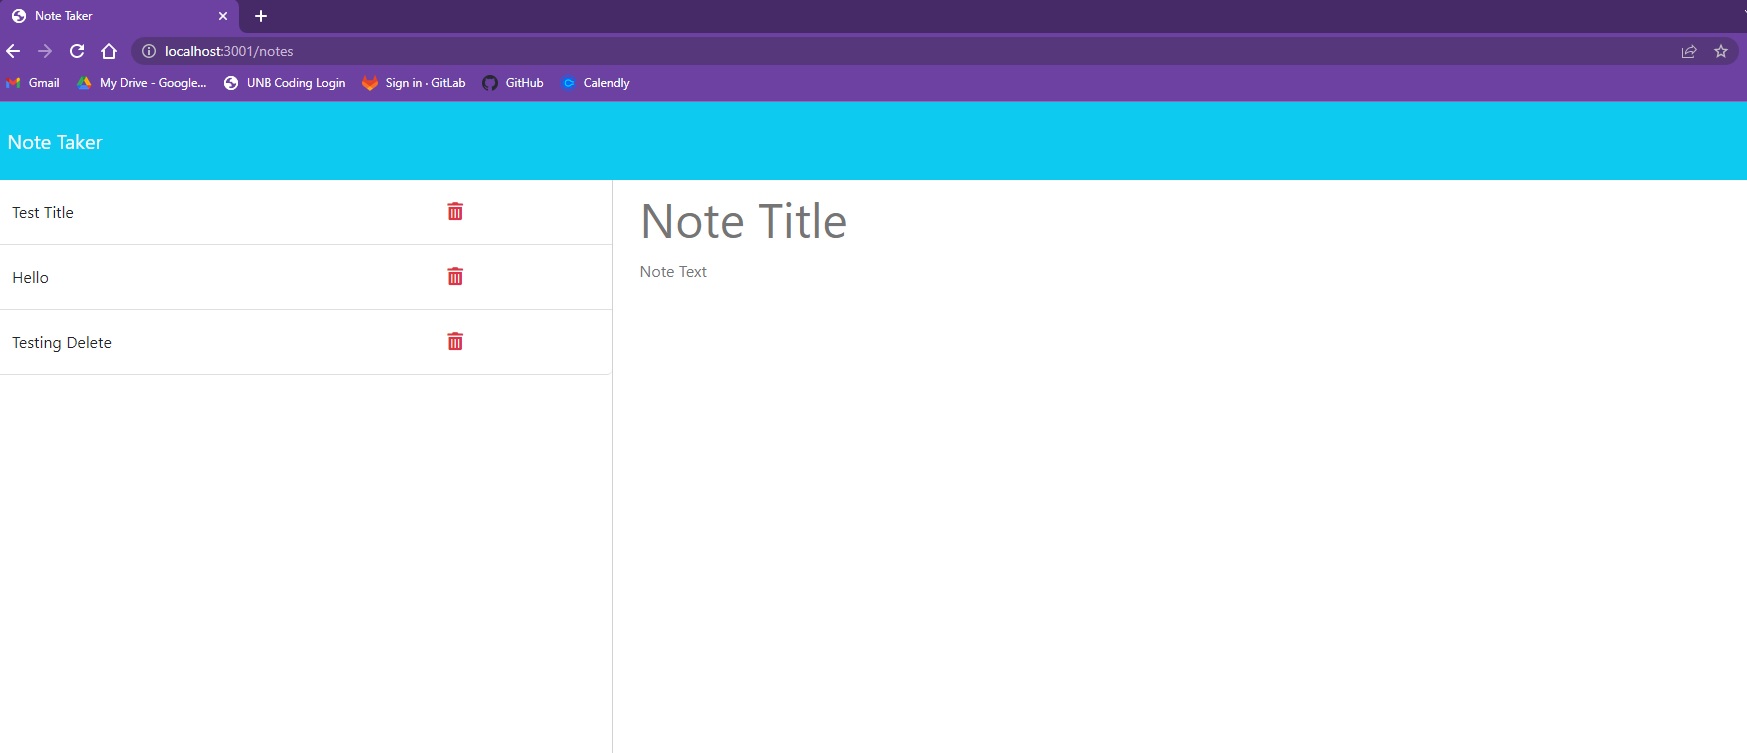 Note Taker
localhost:3001/notes
Gmail My Drive - Google... UNB Coding Login Sign in · GitLab GitHub Calendly
Note Taker
Test Title
Hello
Testing Delete
Note Title
Note Text